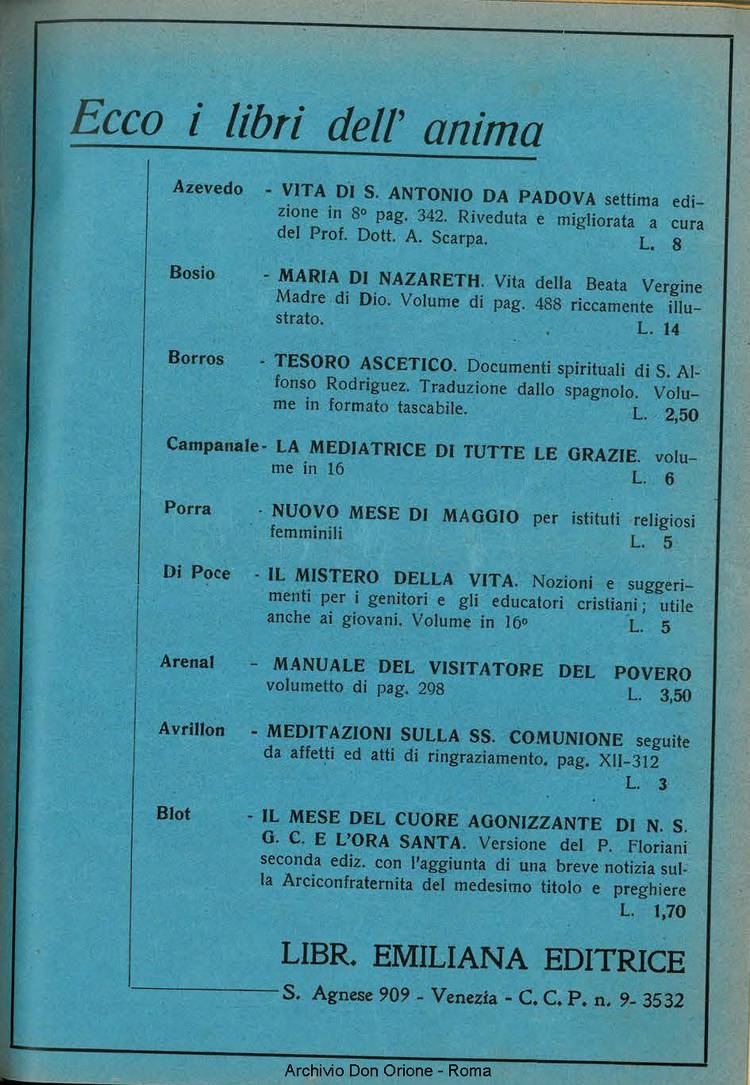 Ecco i libri dell' anima
Azevedo - VITA DI S. ANTONIO DA PADOVA settima edi-
zione in 8º pag. 342. Riveduta e migliorata a cura
del Prof. Dott. A. Scarpa. L. 8
Bosio - MARIA DI NAZARETH. Vita della Beata Vergine
Madre di Dio. Volume di pag. 488 riccamente illu-
strato. L. 14
Borros - TESORO ASCETICO. Documenti spirituali di S. Al-
fonso Rodriguez. Traduzione dallo spagnolo. Volu-
me in formato tascabile. L. 2,50
Campanale - LA MEDIATRICE DI TUTTE LE GRAZIE. volu-
me in 16 L. 6
Porra - NUOVO MESE DI MAGGIO per istituti religiosi
femminili L. 5
Di Poce - IL MISTERO DELLA VITA. Nozioni e suggeri-
menti per i genitori e gli educatori cristiani; utile
anche ai giovani. Volume in 16º L. 5
Arenal - MANUALE DEL VISITATORE DEL POVERO
volumetto di pag. 298 L. 3,50
Avrillon - MEDITAZIONI SULLA SS. COMUNIONE seguite
da affetti ed atti di ringraziamento. pag. XII-312
L. 3
Blot - IL MESE DEL CUORE AGONIZZANTE DI N. S.
G. C. E L'ORA SANTA. Versione del P. Floriani
seconda ediz. con l'aggiunta di una breve notizia sul-
la Arciconfraternita del medesimo titolo e preghiere
L. 1,70
LIBR. EMILIANA EDITRICE
S. Agnese 909 - Venezia - C. C. P. n. 9-3532
Archivio Don Orione - Roma